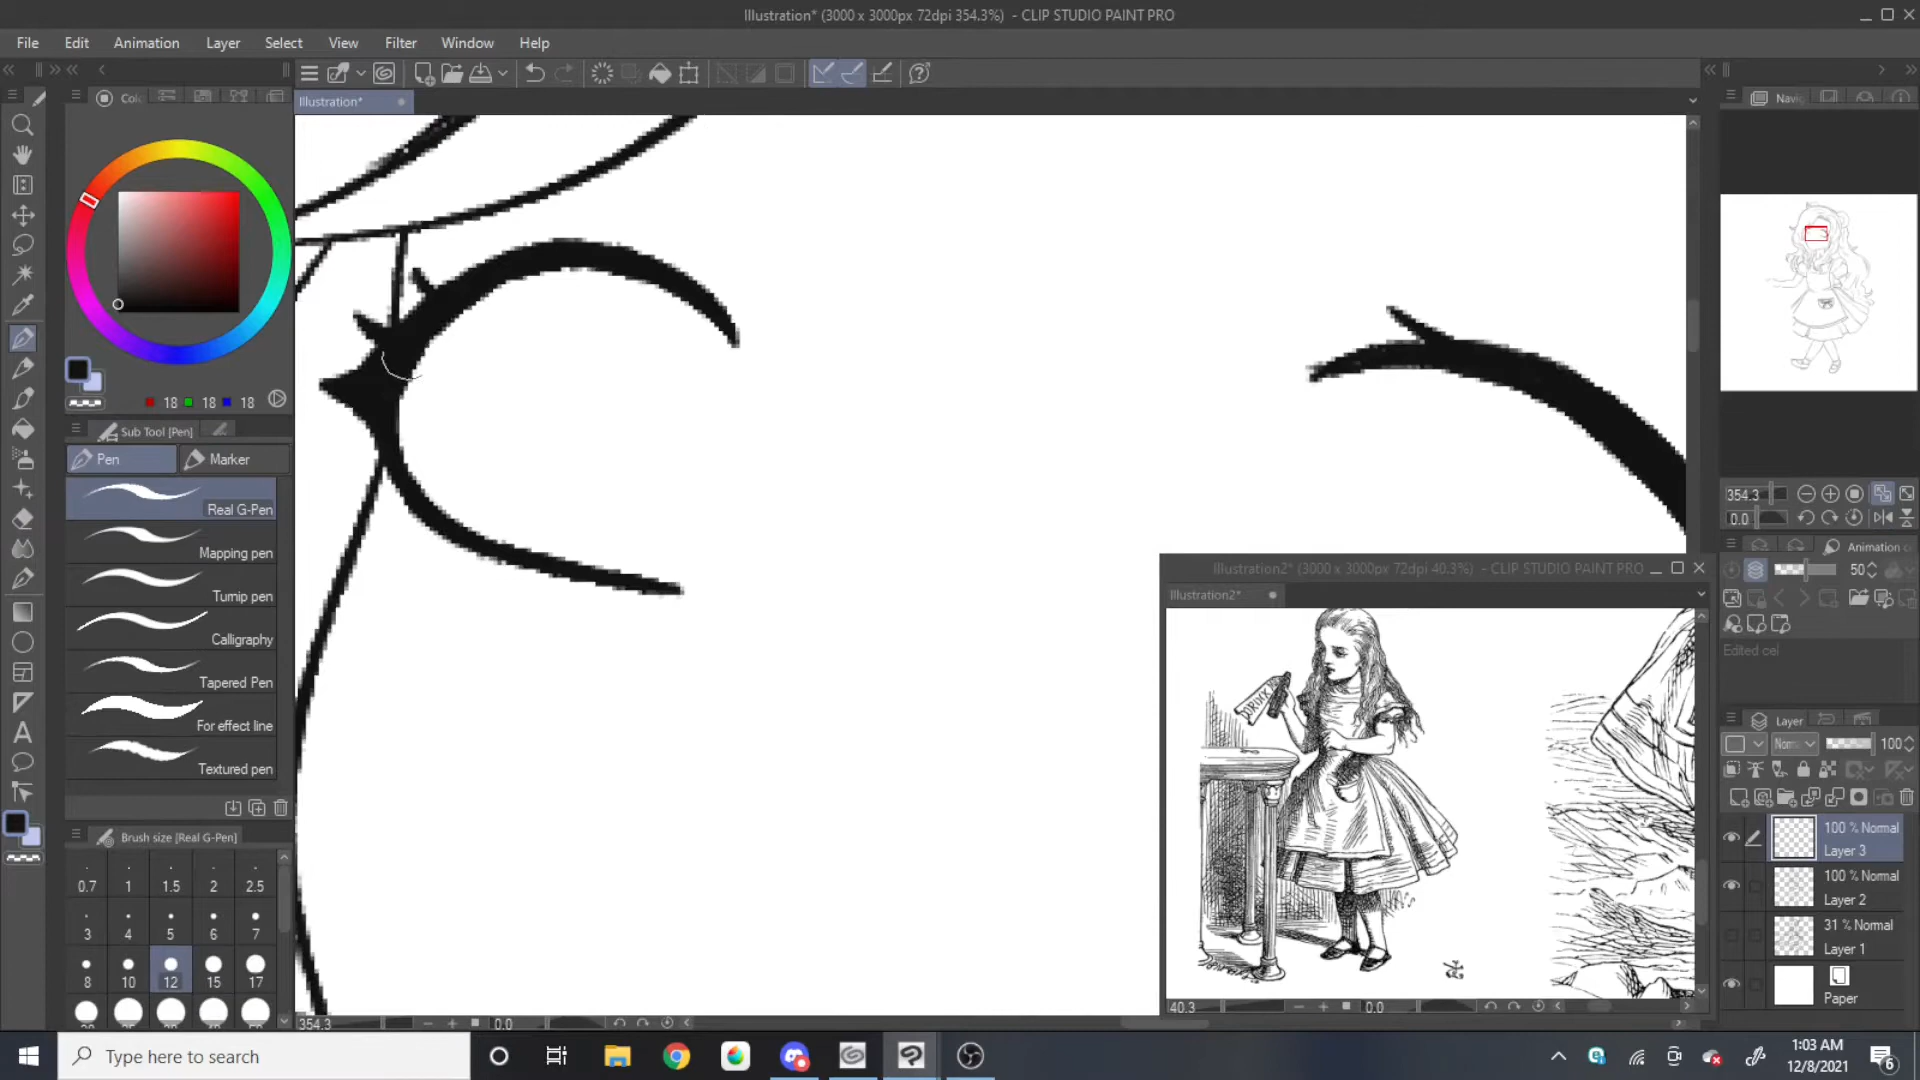 Illustration* (3000 x 3000px 72dpi 354.3%) - CLIP STUDIO PAINT PRO
File Edit Animation Layer Select View Filter Window Help
Illustration*
18 18 18
Sub Tool [Pen]
Pen Marker
Real G-Pen
Mapping pen
Turnip pen
Calligraphy
Tapered Pen
For effect line
Textured pen
Brush size [Real G-Pen]
0.7 1 1.5 2 2.5
3 4 5 6 7
8 10 12 15 17
354.3 0.0
Illustration2* (3000 x 3000px 72dpi 40.3%) - CLIP STUDIO PAINT PRO
Illustration2*
DRINK
40.3 0.0
354.3
0.0
Animation
50
Edited cel
Layer
100
100 % Normal
Layer 3
100 % Normal
Layer 2
31 % Normal
Layer 1
Paper
Type here to search
1:03 AM
12/8/2021
6